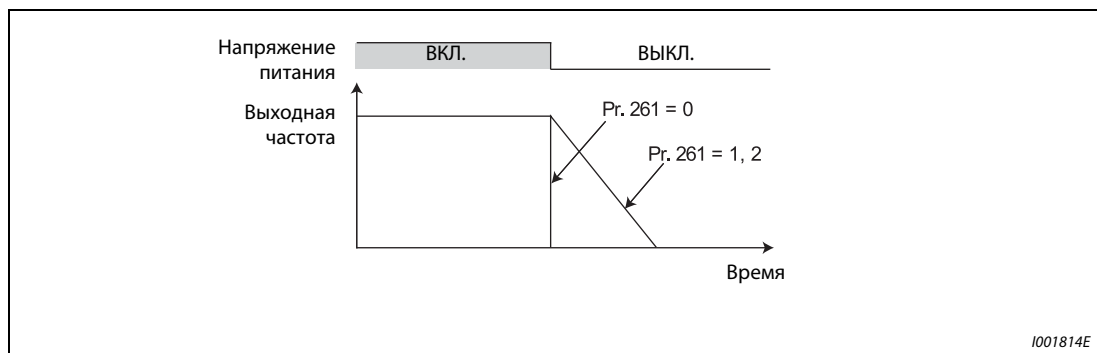 Напряжение
питания
ВКЛ.
ВЫКЛ.
Выходная
частота
Pr. 261 = 0
Pr. 261 = 1, 2
Время
I001814E